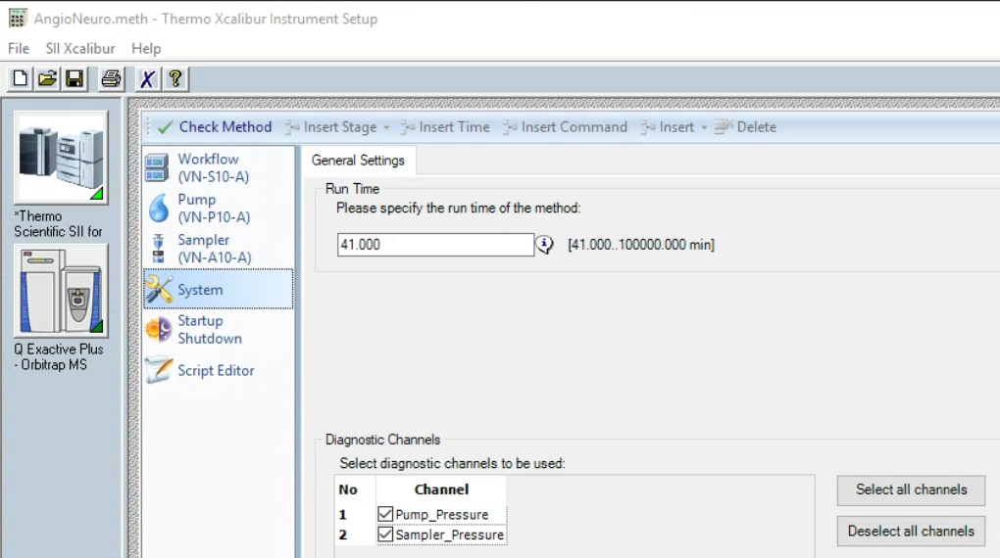 AngioNeuro.meth - Thermo Xcalibur Instrument Setup
File SII Xcalibur Help
Check Method Insert Stage Insert Time Insert Command Insert Delete
*Thermo
Scientific SII for
Q Exactive Plus
- Orbitrap MS
Workflow
(VN-S10-A)
Pump
(VN-P10-A)
Sampler
(VN-A10-A)
System
Startup
Shutdown
Script Editor
General Settings
Run Time
Please specify the run time of the method:
41.000 [41.000..100000.000 min]
Diagnostic Channels
Select diagnostic channels to be used:
No Channel
1 Pump_Pressure
2 Sampler_Pressure
Select all channels
Deselect all channels